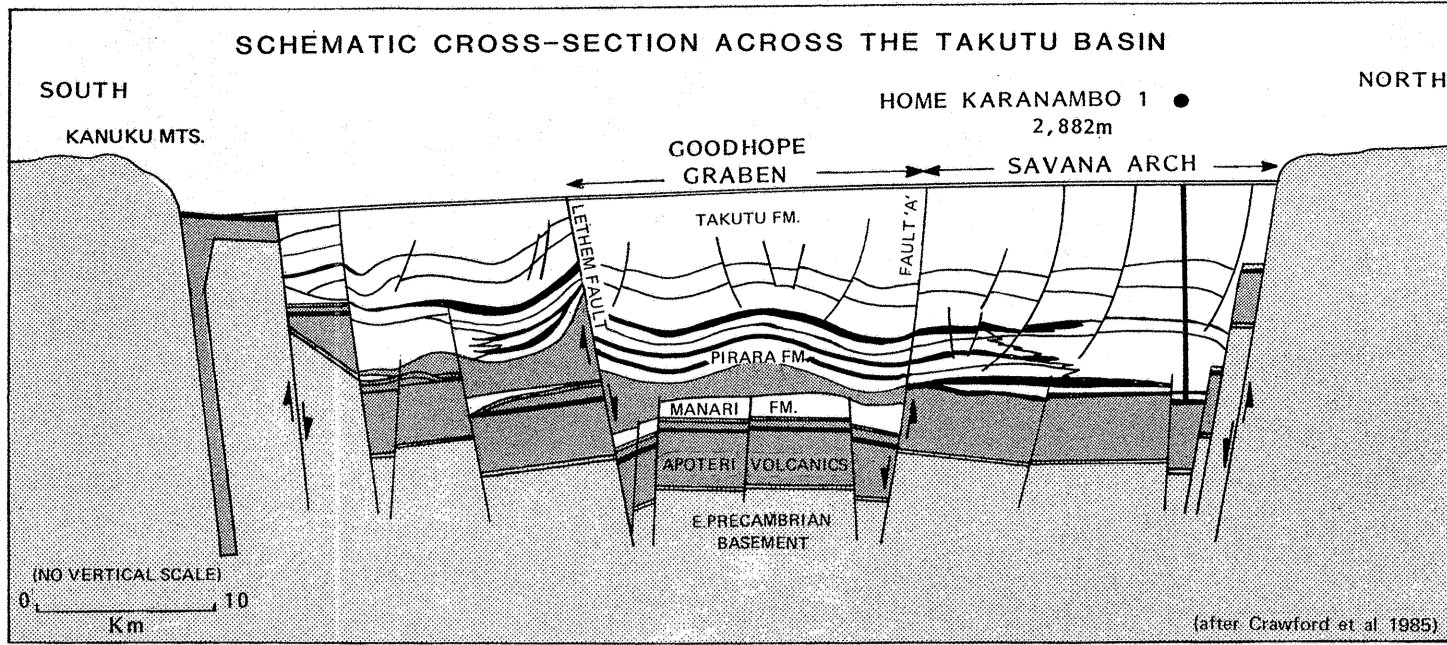 SCHEMATIC CROSS-SECTION ACROSS THE TAKUTU BASIN
SOUTH
NORTH
KANUKU MTS.
HOME KARANAMBO 1
2,882m
GOODHOPE
GRABEN
SAVANA ARCH
LETHEM FAULT
TAKUTU FM.
FAULT 'A'
PIRARA FM.
MANARI FM.
APOTERI VOLCANICS
E.PRECAMBRIAN
BASEMENT
(NO VERTICAL SCALE)
0 10
Km
(after Crawford et al 1985)